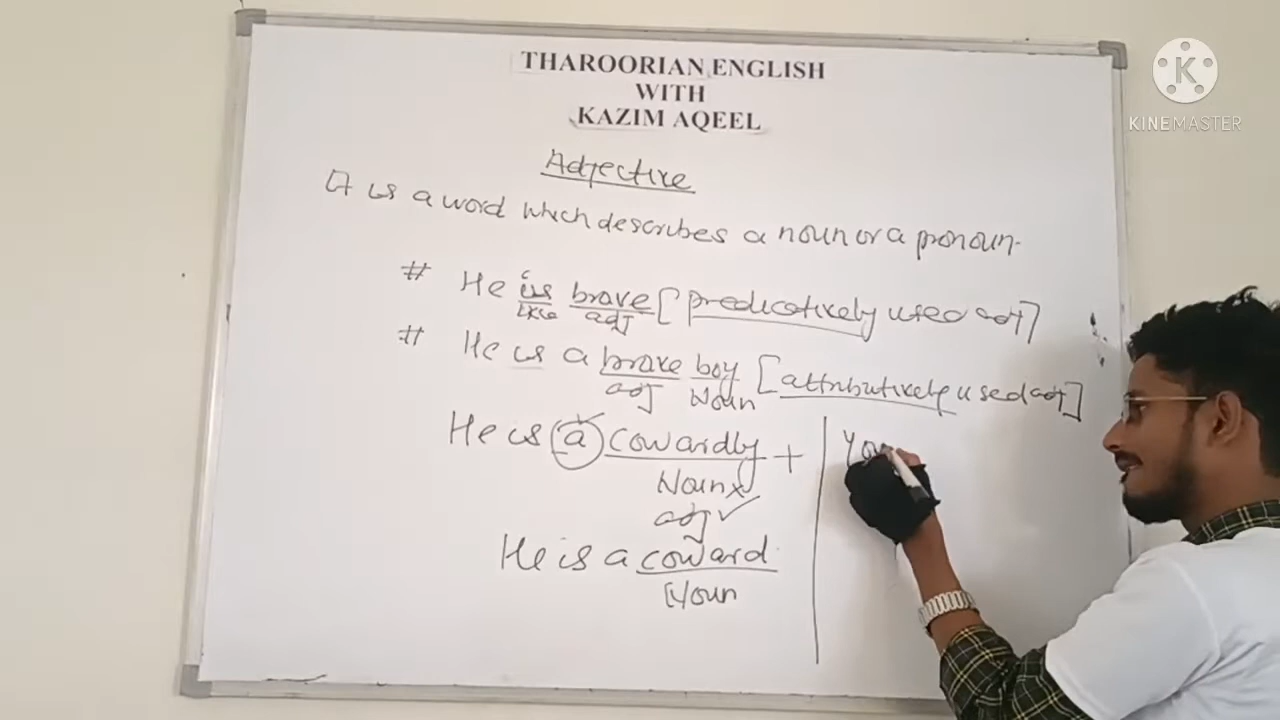 THAROORIAN ENGLISH
WITH
KAZIM AQEEL
KINEMASTER
Adjective
It is a word which describes a noun or a pronoun.
# He is brave [predicatively used adj]
adj
# He is a brave boy [attributively used adj]
adj Noun
He is a cowardly +
Noun x
adj ✓
He is a coward
Noun
You